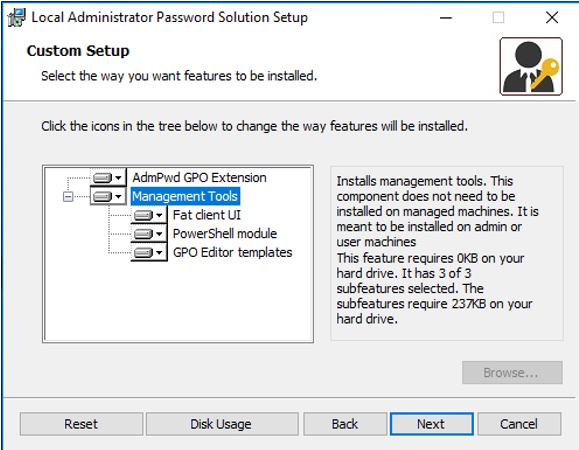 Local Administrator Password Solution Setup
Custom Setup
Select the way you want features to be installed.
Click the icons in the tree below to change the way features will be installed.
AdmPwd GPO Extension
Management Tools
Fat client UI
PowerShell module
GPO Editor templates
Installs management tools. This
component does not need to be
installed on managed machines. It is
meant to be installed on admin or
user machines
This feature requires 0KB on your
hard drive. It has 3 of 3
subfeatures selected. The
subfeatures require 237KB on your
hard drive.
Browse...
Reset
Disk Usage
Back
Next
Cancel